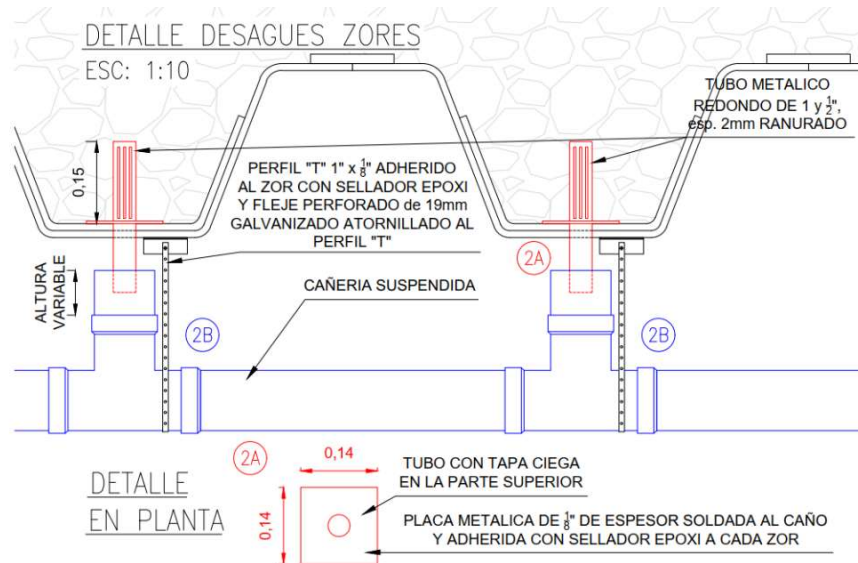 DETALLE DESAGUES ZORES
ESC: 1:10
TUBO METALICO
REDONDO DE 1 y 1/2",
esp. 2mm RANURADO
0,15
PERFIL "T" 1" x 1/8" ADHERIDO
AL ZOR CON SELLADOR EPOXI
Y FLEJE PERFORADO de 19mm
GALVANIZADO ATORNILLADO AL
PERFIL "T"
ALTURA
VARIABLE
2A
CAÑERIA SUSPENDIDA
2B
2B
2A
0,14
0,14
DETALLE
EN PLANTA
TUBO CON TAPA CIEGA
EN LA PARTE SUPERIOR
PLACA METALICA DE 1/8" DE ESPESOR SOLDADA AL CAÑO
Y ADHERIDA CON SELLADOR EPOXI A CADA ZOR